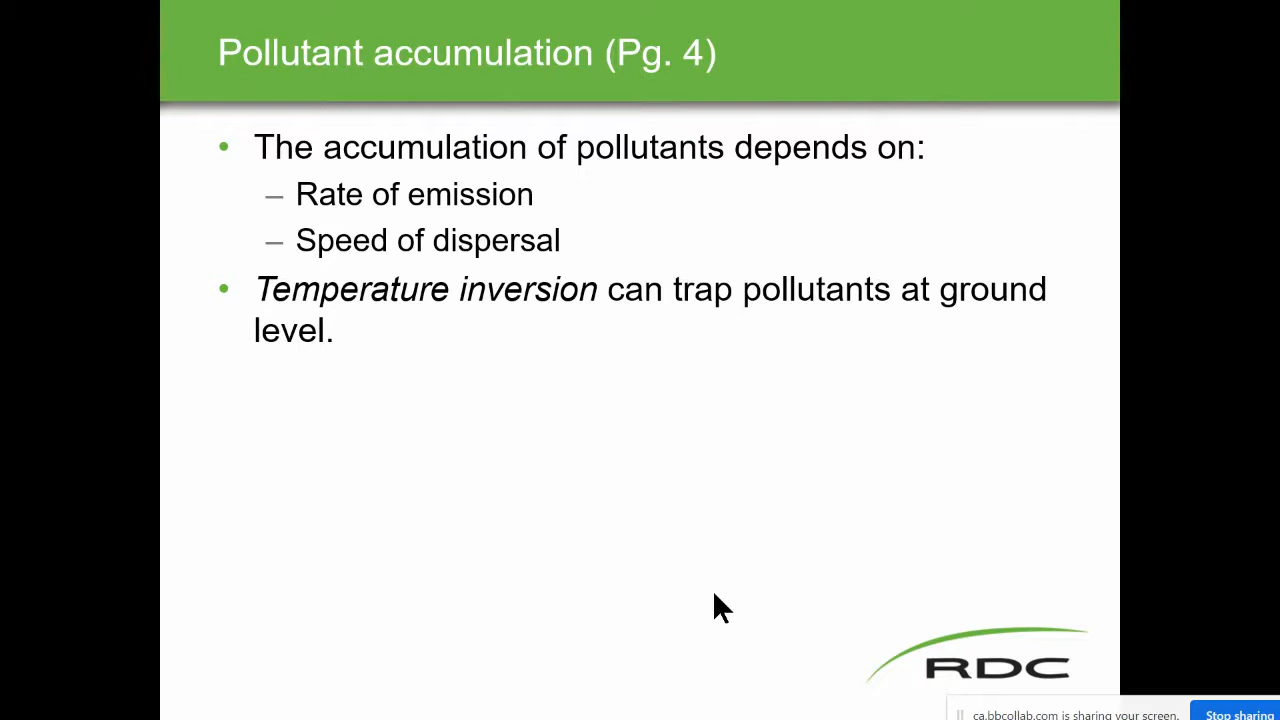 Pollutant accumulation (Pg. 4)
• The accumulation of pollutants depends on:
– Rate of emission
– Speed of dispersal
• Temperature inversion can trap pollutants at ground
level.
RDC
ca.bbcollab.com is sharing your screen.
Stop sharing